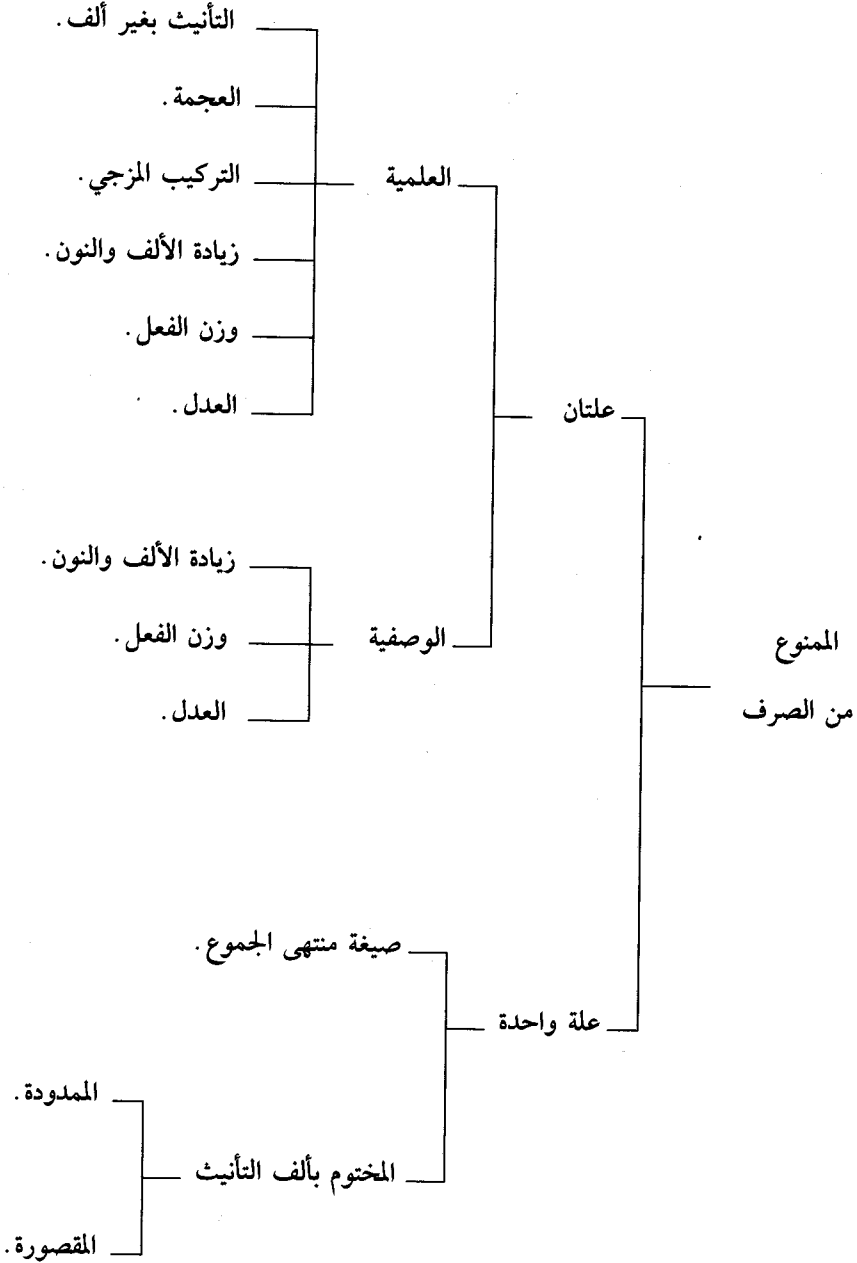 الممنوع
من الصرف
علتان
العلمية
التأنيث بغير ألف.
العجمة.
التركيب المزجي.
زيادة الألف والنون.
وزن الفعل.
العدل.
الوصفية
زيادة الألف والنون.
وزن الفعل.
العدل.
علة واحدة
صيغة منتهى الجموع.
المختوم بألف التأنيث
الممدودة.
المقصورة.